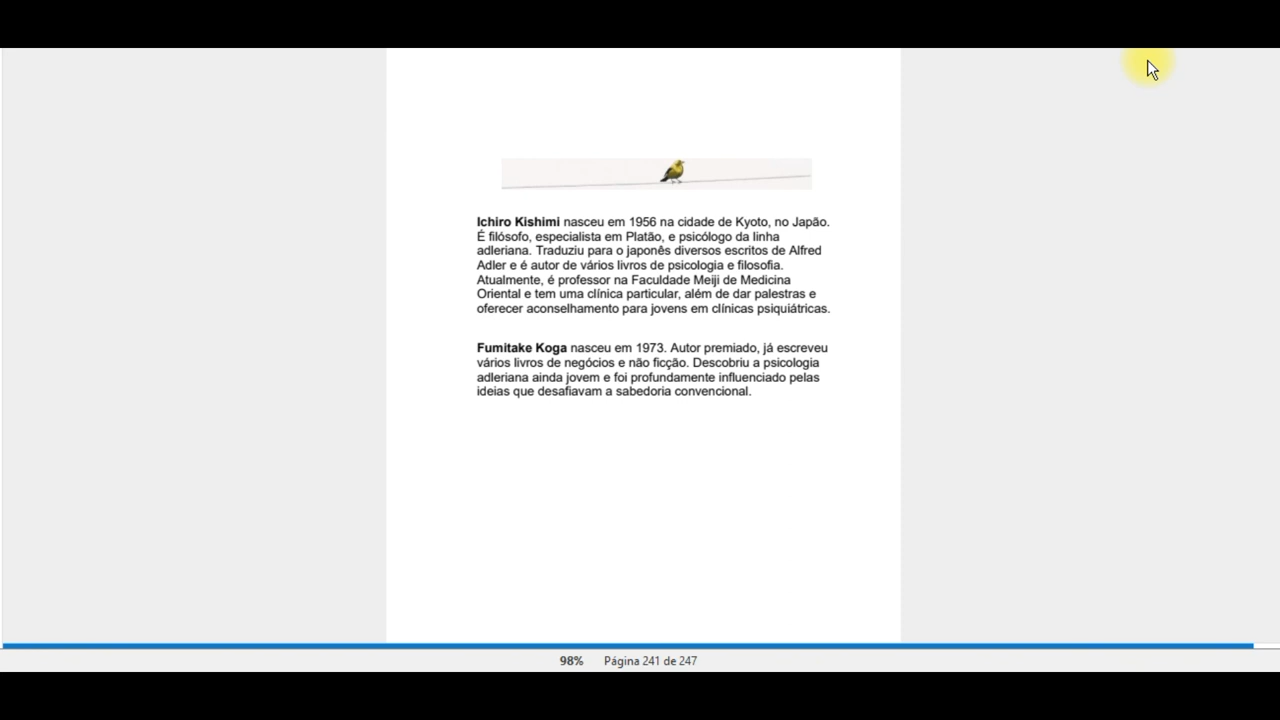 Ichiro Kishimi nasceu em 1956 na cidade de Kyoto, no Japão.
É filósofo, especialista em Platão, e psicólogo da linha
adleriana. Traduziu para o japonês diversos escritos de Alfred
Adler e é autor de vários livros de psicologia e filosofia.
Atualmente, é professor na Faculdade Meiji de Medicina
Oriental e tem uma clínica particular, além de dar palestras e
oferecer aconselhamento para jovens em clínicas psiquiátricas.
Fumitake Koga nasceu em 1973. Autor premiado, já escreveu
vários livros de negócios e não ficção. Descobriu a psicologia
adleriana ainda jovem e foi profundamente influenciado pelas
ideias que desafiavam a sabedoria convencional.
98% Página 241 de 247